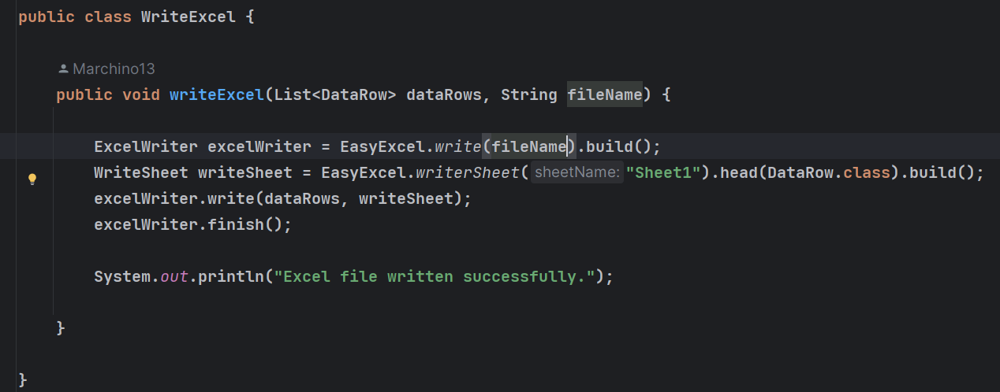 public class WriteExcel {
Marchino13
public void writeExcel(List<DataRow> dataRows, String fileName) {
ExcelWriter excelWriter = EasyExcel.write(fileName).build();
WriteSheet writeSheet = EasyExcel.writerSheet( sheetName: "Sheet1").head(DataRow.class).build();
excelWriter.write(dataRows, writeSheet);
excelWriter.finish();
System.out.println("Excel file written successfully.");
}
}